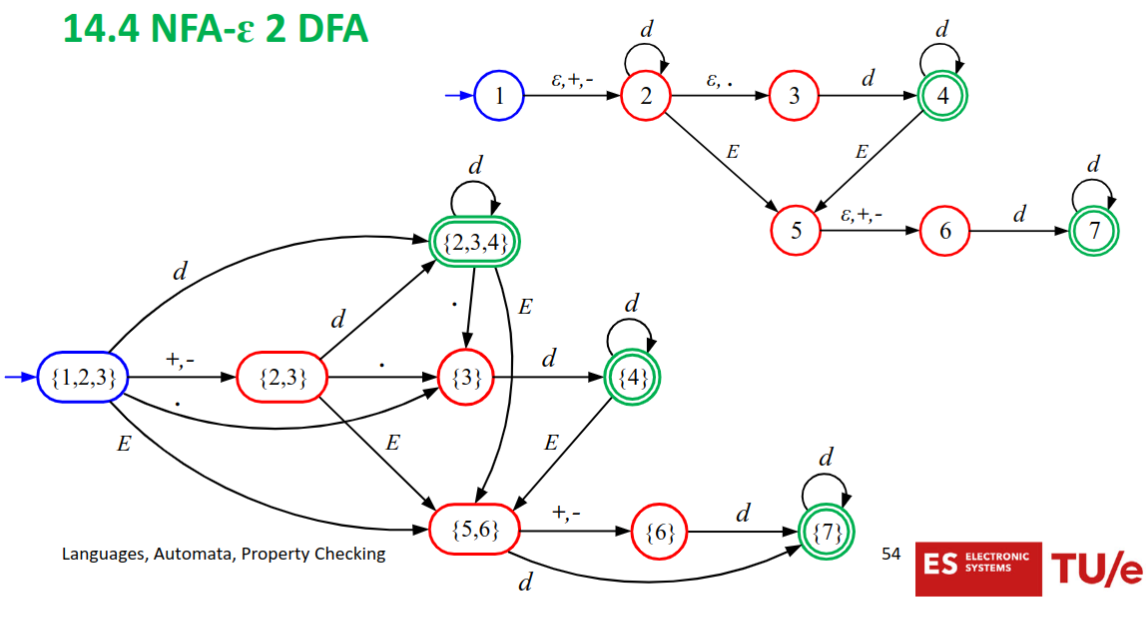 14.4 NFA-ε 2 DFA
d
d
1
ε,+,-
2
ε, .
3
d
4
E
E
d
5
ε,+,-
6
d
7
d
{2,3,4}
d
d
.
E
d
{1,2,3}
+,-
{2,3}
.
{3}
d
{4}
.
E
E
E
d
{5,6}
+,-
{6}
d
{7}
d
Languages, Automata, Property Checking
54
ES ELECTRONIC SYSTEMS
TU/e